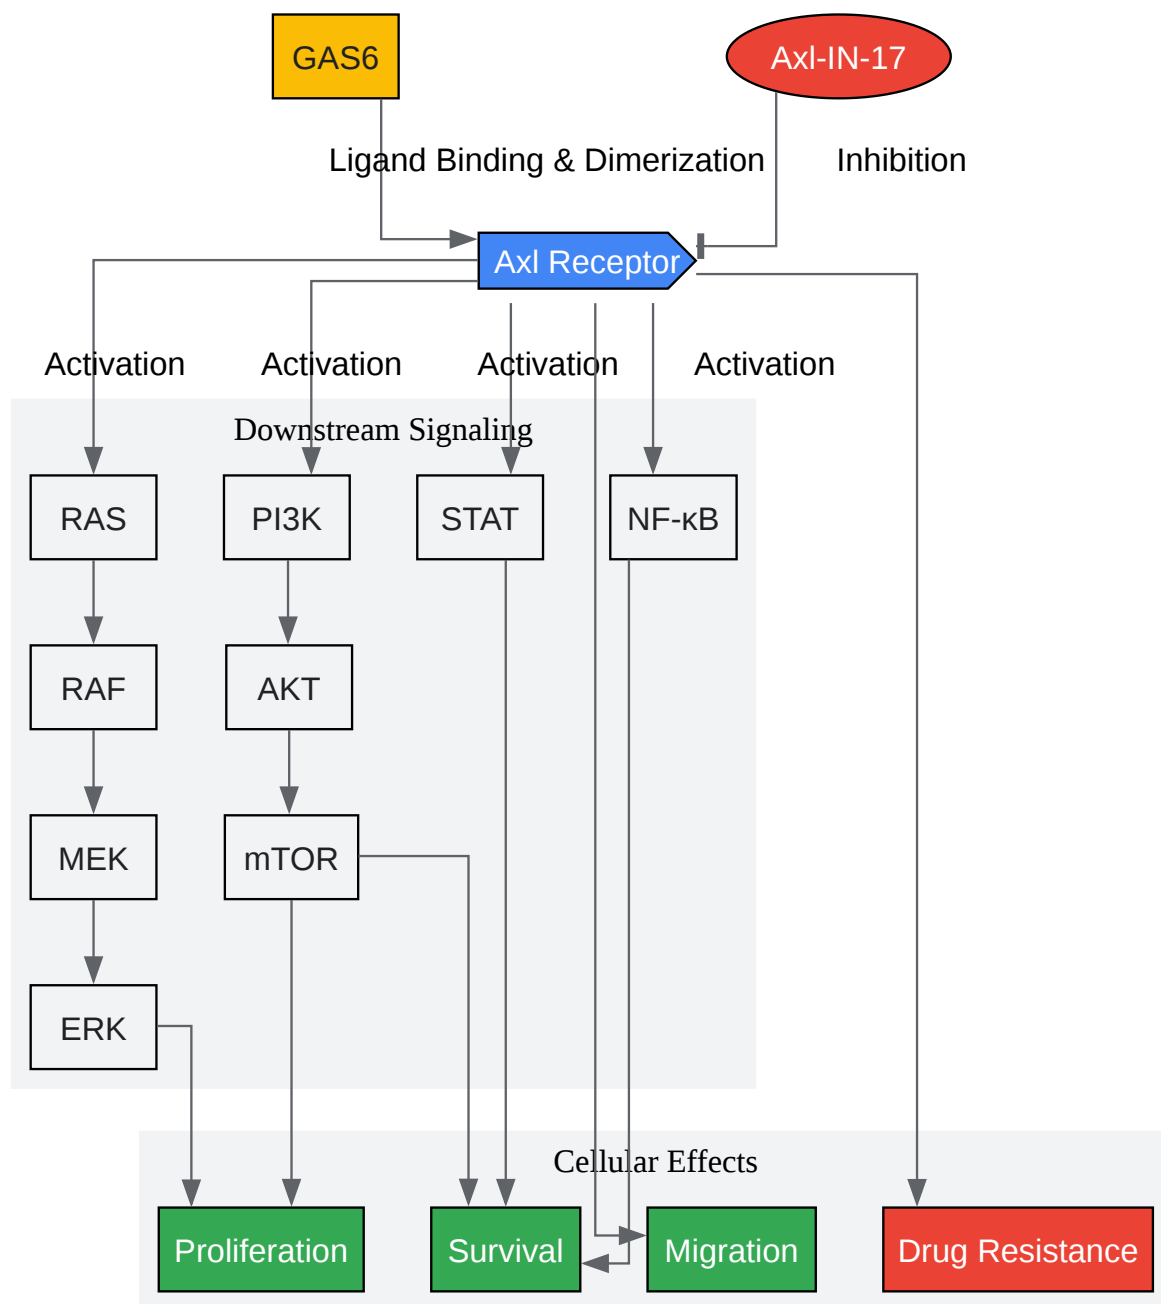 GAS6
Axl-IN-17
Ligand Binding & Dimerization
Inhibition
Axl Receptor
Activation
Activation
Activation
Activation
Downstream Signaling
RAS
PI3K
STAT
NF-κB
RAF
AKT
MEK
mTOR
ERK
Cellular Effects
Proliferation
Survival
Migration
Drug Resistance